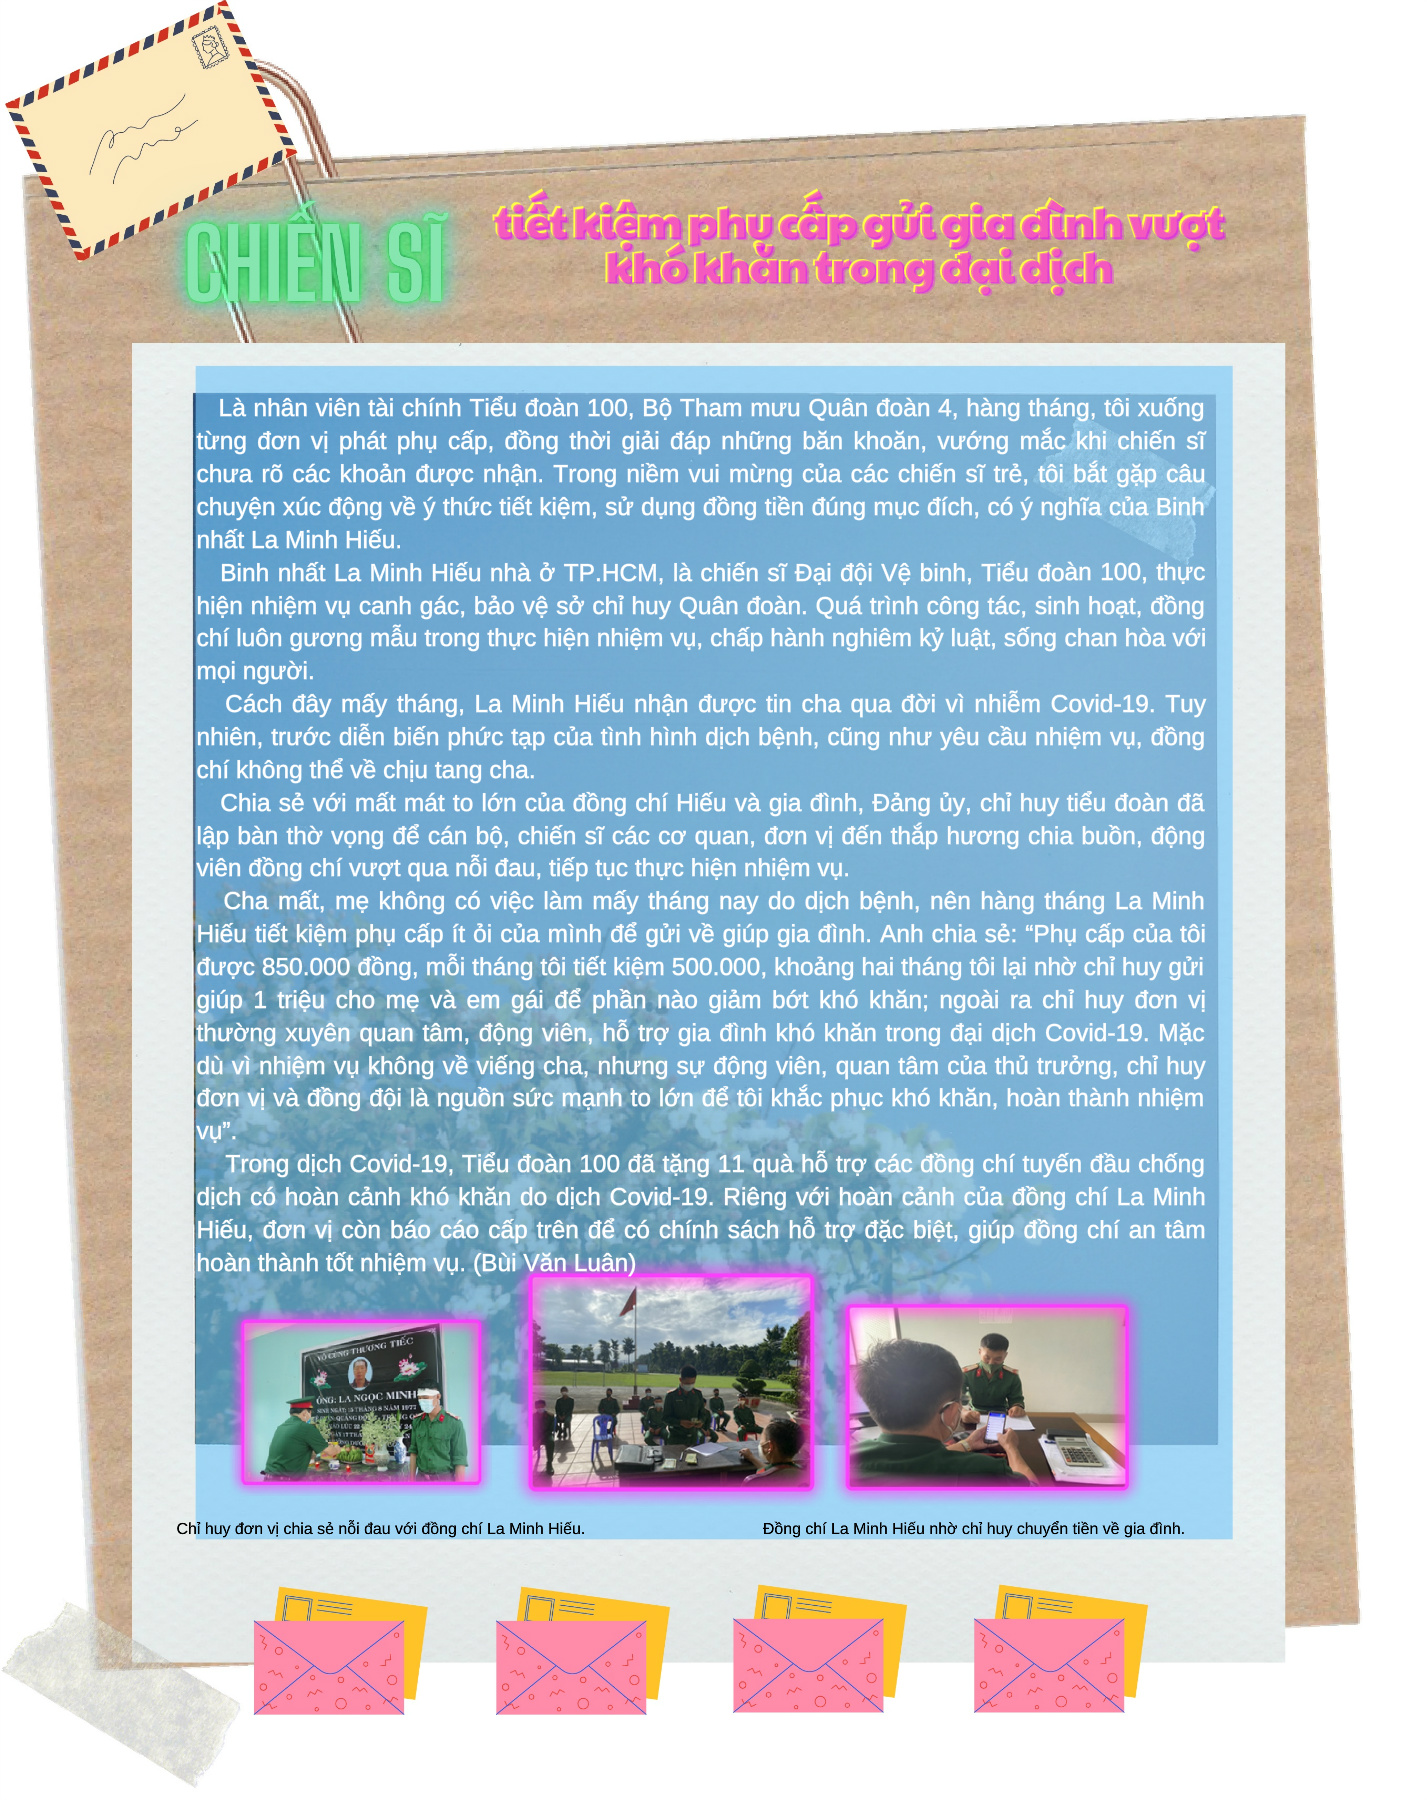 CHIẾN SĨ
tiết kiệm phụ cấp gửi gia đình vượt
khó khăn trong đại dịch
Là nhân viên tài chính Tiểu đoàn 100, Bộ Tham mưu Quân đoàn 4, hàng tháng, tôi xuống
từng đơn vị phát phụ cấp, đồng thời giải đáp những băn khoăn, vướng mắc khi chiến sĩ
chưa rõ các khoản được nhận. Trong niềm vui mừng của các chiến sĩ trẻ, tôi bắt gặp câu
chuyện xúc động về ý thức tiết kiệm, sử dụng đồng tiền đúng mục đích, có ý nghĩa của Binh
nhất La Minh Hiếu.
Binh nhất La Minh Hiếu nhà ở TP.HCM, là chiến sĩ Đại đội Vệ binh, Tiểu đoàn 100, thực
hiện nhiệm vụ canh gác, bảo vệ sở chỉ huy Quân đoàn. Quá trình công tác, sinh hoạt, đồng
chí luôn gương mẫu trong thực hiện nhiệm vụ, chấp hành nghiêm kỷ luật, sống chan hòa với
mọi người.
Cách đây mấy tháng, La Minh Hiếu nhận được tin cha qua đời vì nhiễm Covid-19. Tuy
nhiên, trước diễn biến phức tạp của tình hình dịch bệnh, cũng như yêu cầu nhiệm vụ, đồng
chí không thể về chịu tang cha.
Chia sẻ với mất mát to lớn của đồng chí Hiếu và gia đình, Đảng ủy, chỉ huy tiểu đoàn đã
lập bàn thờ vọng để cán bộ, chiến sĩ các cơ quan, đơn vị đến thắp hương chia buồn, động
viên đồng chí vượt qua nỗi đau, tiếp tục thực hiện nhiệm vụ.
Cha mất, mẹ không có việc làm mấy tháng nay do dịch bệnh, nên hàng tháng La Minh
Hiếu tiết kiệm phụ cấp ít ỏi của mình để gửi về giúp gia đình. Anh chia sẻ: “Phụ cấp của tôi
được 850.000 đồng, mỗi tháng tôi tiết kiệm 500.000, khoảng hai tháng tôi lại nhờ chỉ huy gửi
giúp 1 triệu cho mẹ và em gái để phần nào giảm bớt khó khăn; ngoài ra chỉ huy đơn vị
thường xuyên quan tâm, động viên, hỗ trợ gia đình khó khăn trong đại dịch Covid-19. Mặc
dù vì nhiệm vụ không về viếng cha, nhưng sự động viên, quan tâm của thủ trưởng, chỉ huy
đơn vị và đồng đội là nguồn sức mạnh to lớn để tôi khắc phục khó khăn, hoàn thành nhiệm
vụ”.
Trong dịch Covid-19, Tiểu đoàn 100 đã tặng 11 quà hỗ trợ các đồng chí tuyến đầu chống
dịch có hoàn cảnh khó khăn do dịch Covid-19. Riêng với hoàn cảnh của đồng chí La Minh
Hiếu, đơn vị còn báo cáo cấp trên để có chính sách hỗ trợ đặc biệt, giúp đồng chí an tâm
hoàn thành tốt nhiệm vụ. (Bùi Văn Luân)
VÔ CÙNG THƯƠNG TIẾC
ÔNG: LA NGỌC MINH
SINH NGÀY: 15 THÁNG 8 NĂM 1977
Chỉ huy đơn vị chia sẻ nỗi đau với đồng chí La Minh Hiếu.
Đồng chí La Minh Hiếu nhờ chỉ huy chuyển tiền về gia đình.